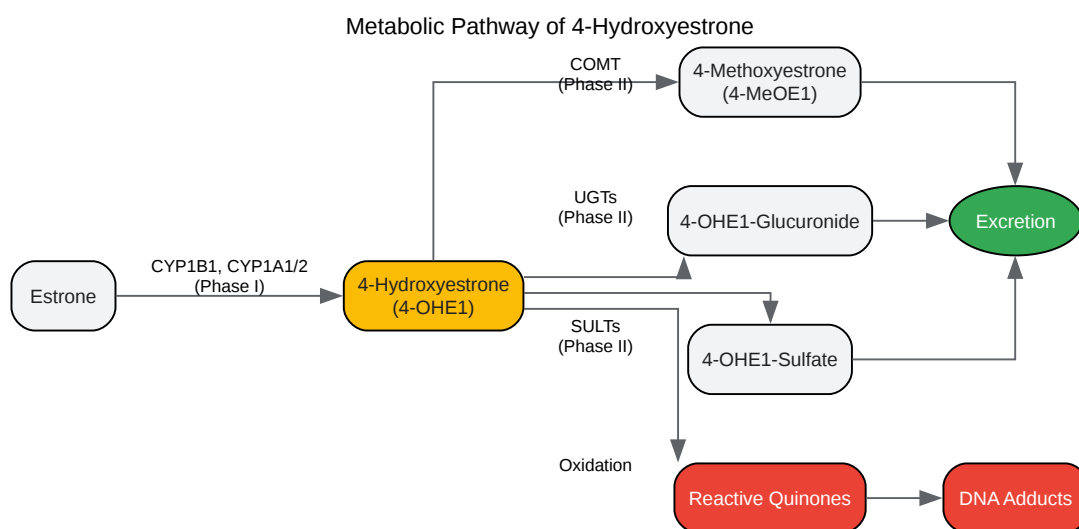 Metabolic Pathway of 4-Hydroxyestrone
COMT
(Phase II)
4-Methoxyestrone
(4-MeOE1)
UGTs
(Phase II)
4-OHE1-Glucuronide
Excretion
Estrone
CYP1B1, CYP1A1/2
(Phase I)
4-Hydroxyestrone
(4-OHE1)
SULTs
(Phase II)
4-OHE1-Sulfate
Oxidation
Reactive Quinones
DNA Adducts